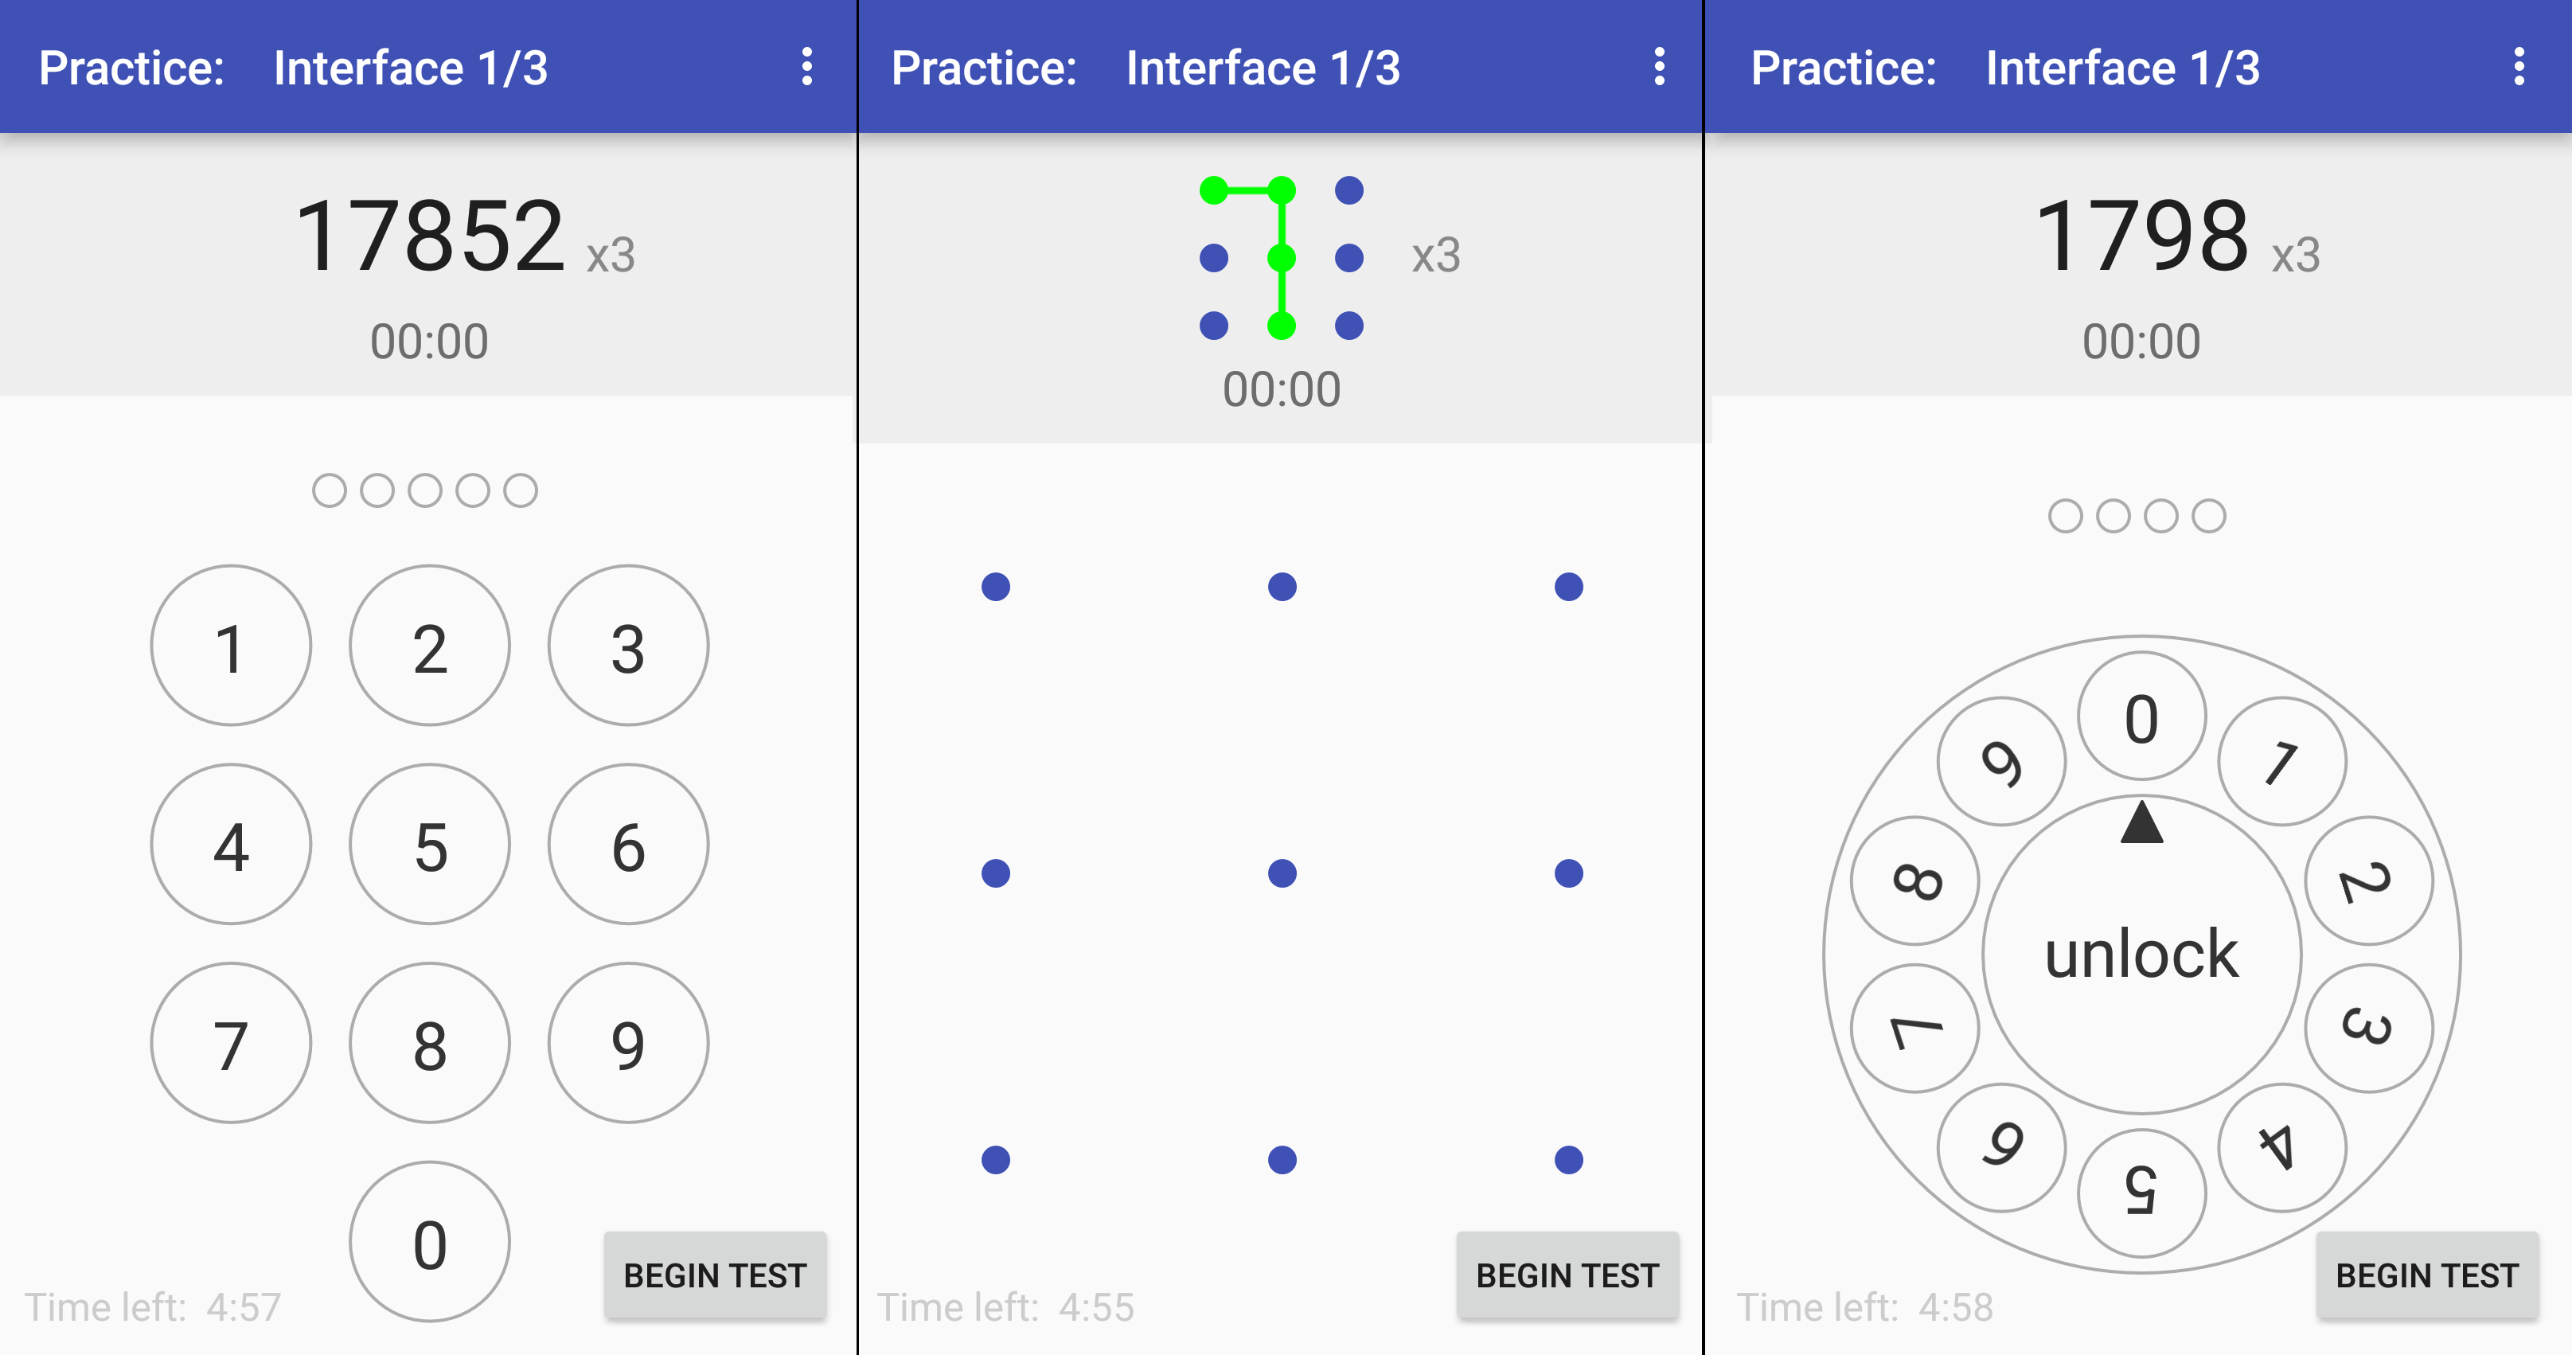 Practice: Interface 1/3
17852 x3
00:00
1 2 3
4 5 6
7 8 9
0
BEGIN TEST
Time left: 4:57
Practice: Interface 1/3
x3
00:00
BEGIN TEST
Time left: 4:55
Practice: Interface 1/3
1798 x3
00:00
0
1
2
3
4
5
6
7
8
9
unlock
BEGIN TEST
Time left: 4:58